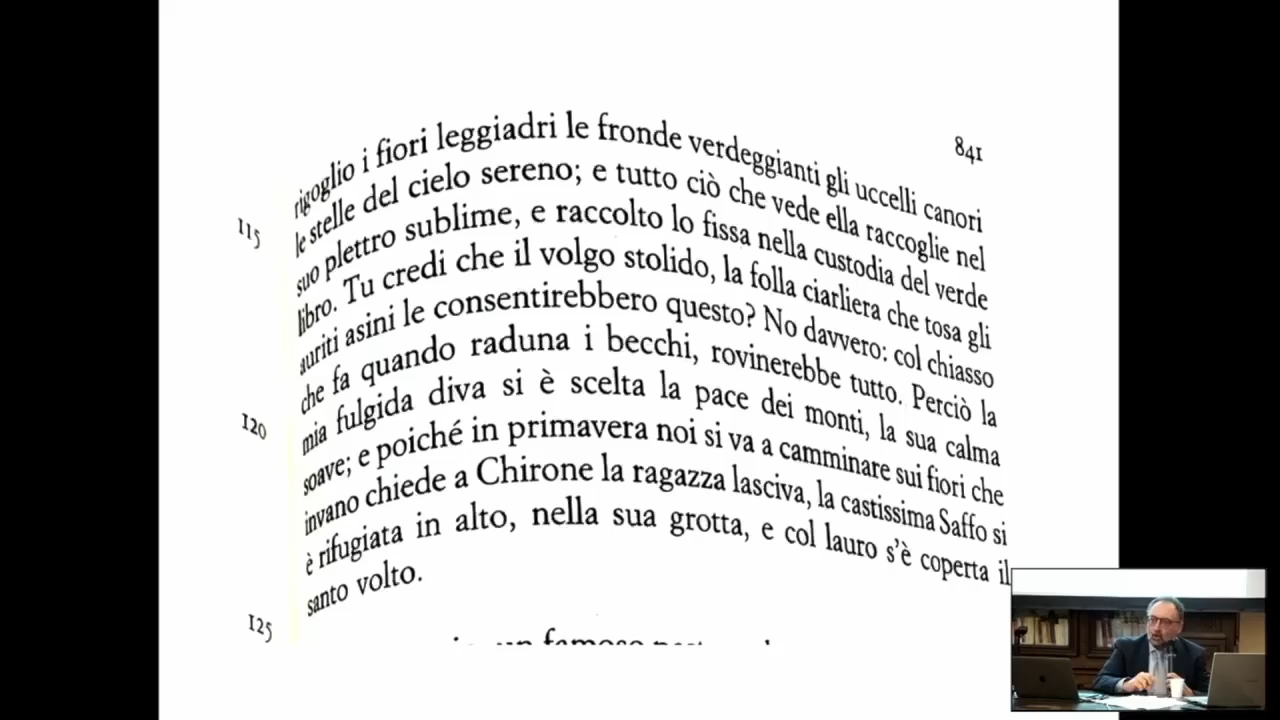 841
rigoglio i fiori leggiadri le fronde verdeggianti gli uccelli canori
115 le stelle del cielo sereno; e tutto ciò che vede ella raccoglie nel
suo plettro sublime, e raccolto lo fissa nella custodia del verde
libro. Tu credi che il volgo stolido, la folla ciarliera che tosa gli
auriti asini le consentirebbero questo? No davvero: col chiasso
che fa quando raduna i becchi, rovinerebbe tutto. Perciò la
120 mia fulgida diva si è scelta la pace dei monti, la sua calma
soave; e poiché in primavera noi si va a camminare sui fiori che
invano chiede a Chirone la ragazza lasciva, la castissima Saffo si
è rifugiata in alto, nella sua grotta, e col lauro s'è coperta il
santo volto.
125
un famoso